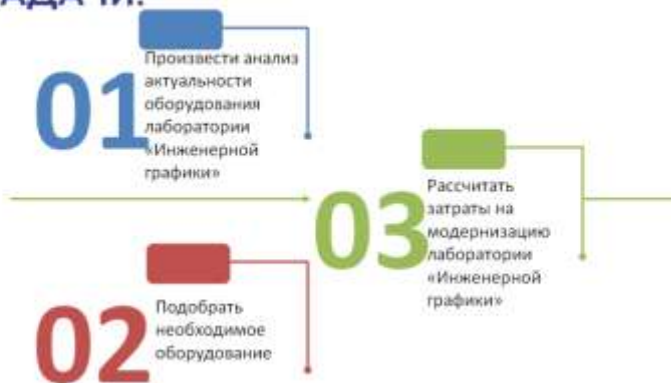 01
Произвести анализ
актуальности
оборудования
лаборатории
«Инженерной
графики»
02
Подобрать
необходимое
оборудование
03
Рассчитать
затраты на
модернизацию
лаборатории
«Инженерной
графики»